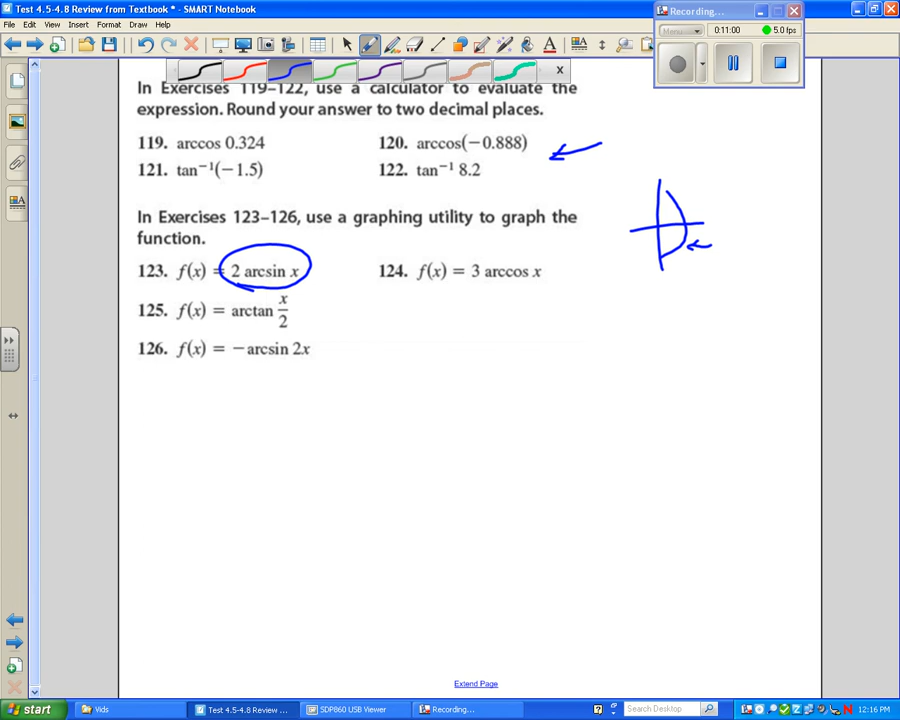 Test 4.5-4.8 Review from Textbook * - SMART Notebook
File Edit View Insert Format Draw Help
Recording...
Menu
0:11:00
5.0 fps
x
In Exercises 119–122, use a calculator to evaluate the
expression. Round your answer to two decimal places.
119. arccos 0.324
120. arccos(−0.888)
121. tan⁻¹(−1.5)
122. tan⁻¹ 8.2
In Exercises 123–126, use a graphing utility to graph the
function.
123. f(x) = 2 arcsin x
124. f(x) = 3 arccos x
125. f(x) = arctan x/2
126. f(x) = −arcsin 2x
Extend Page
start
Vids
Test 4.5-4.8 Review ...
SDP860 USB Viewer
Recording...
Search Desktop
12:16 PM